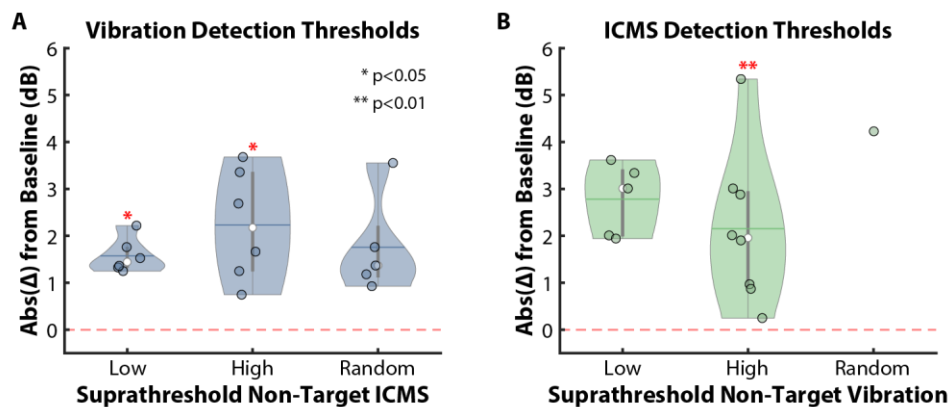 A
Vibration Detection Thresholds
Abs(Δ) from Baseline (dB)
6
5
4
3
2
1
0
* p<0.05
** p<0.01
*
*
Low
High
Random
Suprathreshold Non-Target ICMS
B
ICMS Detection Thresholds
Abs(Δ) from Baseline (dB)
6
5
4
3
2
1
0
**
Low
High
Random
Suprathreshold Non-Target Vibration